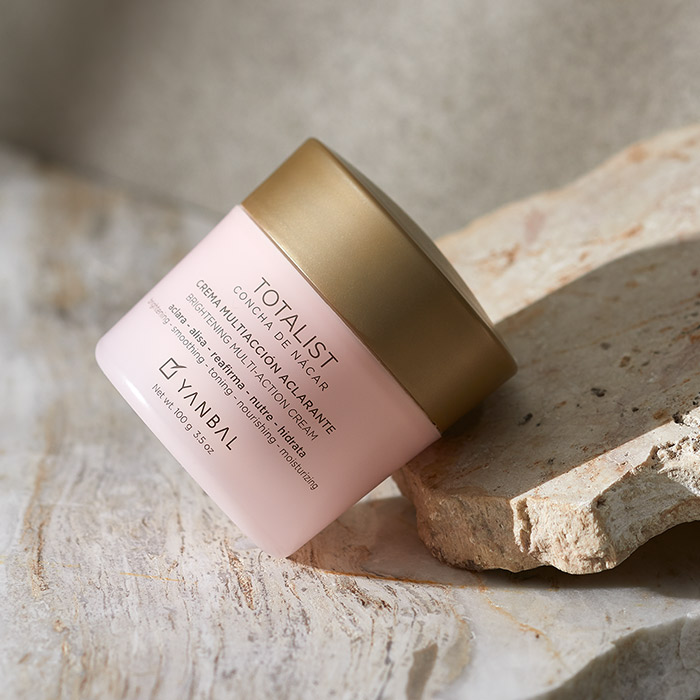 TOTALIST
CONCHA DE NÁCAR
CREMA MULTIACCIÓN ACLARANTE
BRIGHTENING MULTI-ACTION CREAM
aclara - alisa - reafirma - nutre - hidrata
brightening - smoothing - toning - nourishing - moisturizing
YANBAL
Net wt. 100 g 3.5 oz